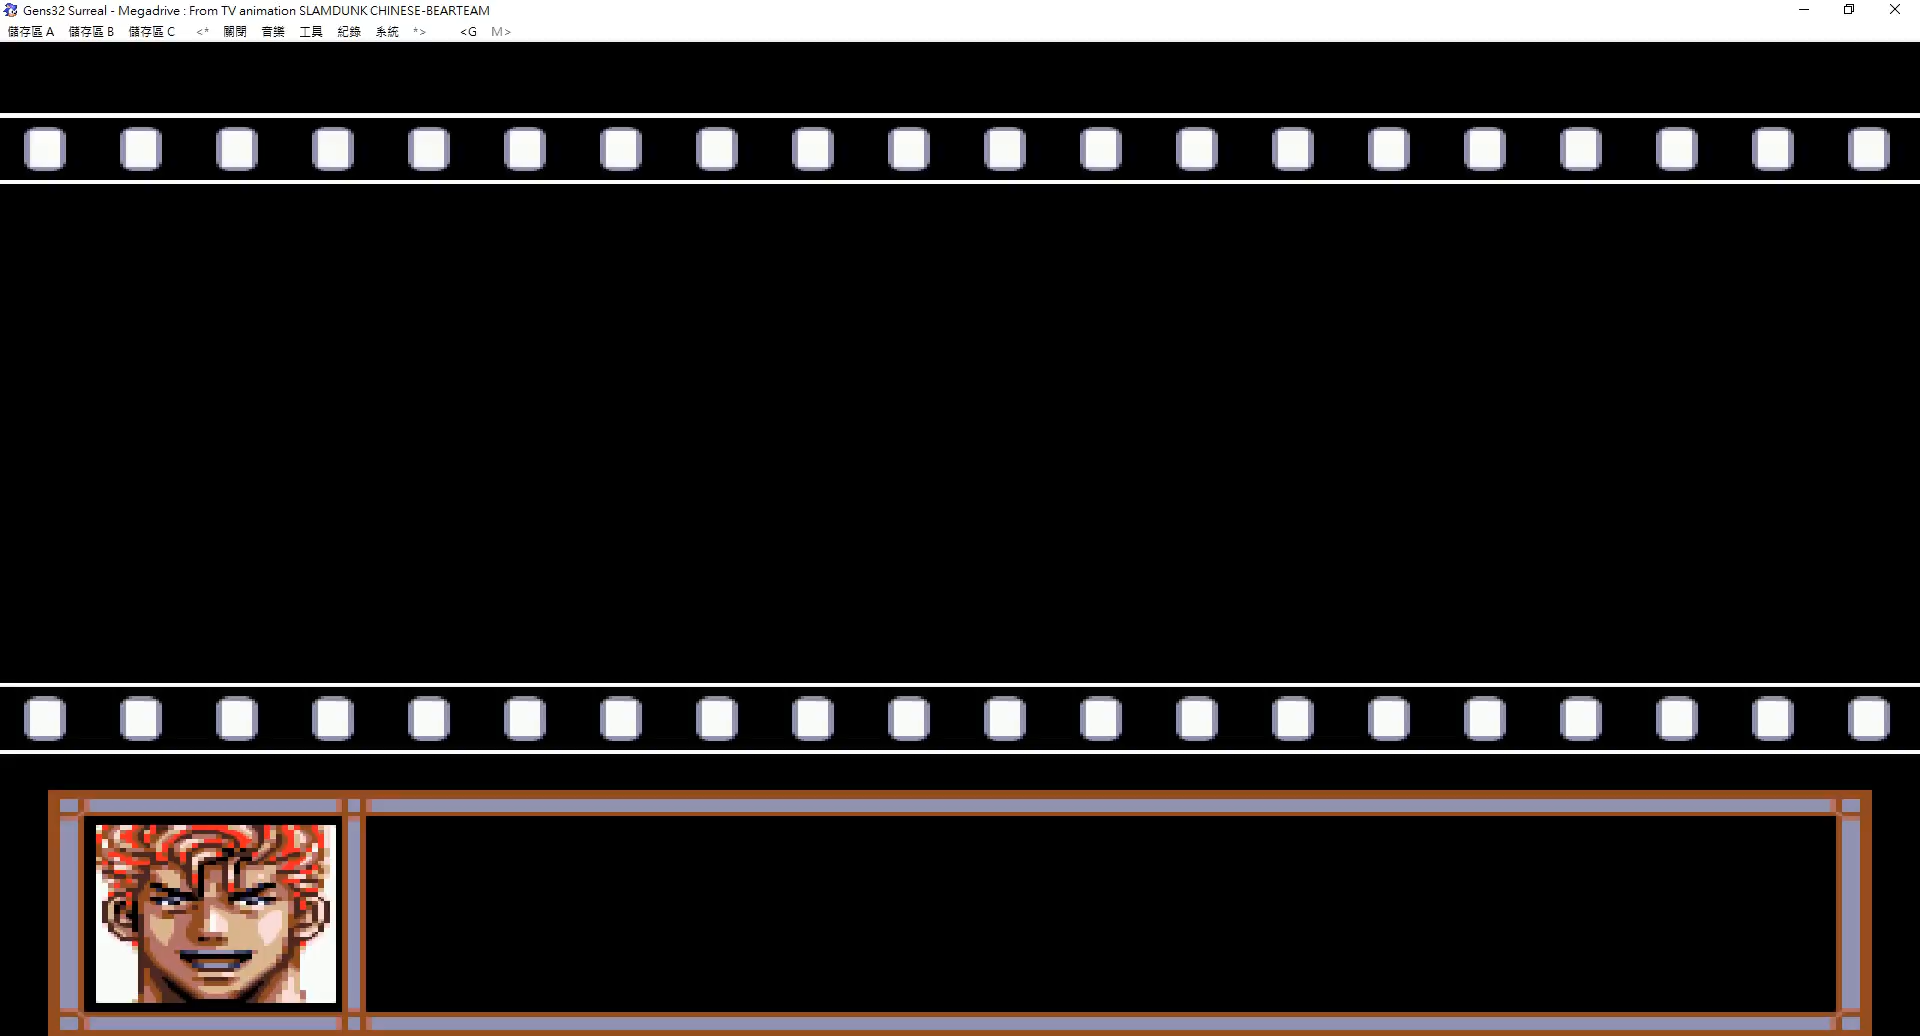 Gens32 Surreal - Megadrive : From TV animation SLAMDUNK CHINESE-BEARTEAM
儲存區 A 儲存區 B 儲存區 C <* 關閉 音樂 工具 紀錄 系統 *> <G M>